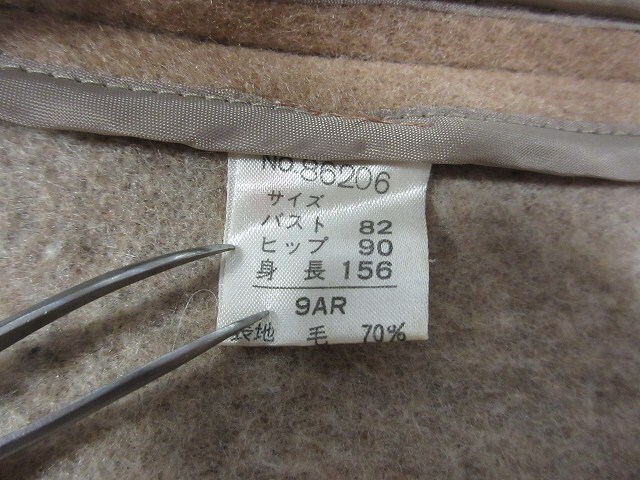 No.86206
サイズ
バスト 82
ヒップ 90
身長 156
9AR
表地 毛 70%